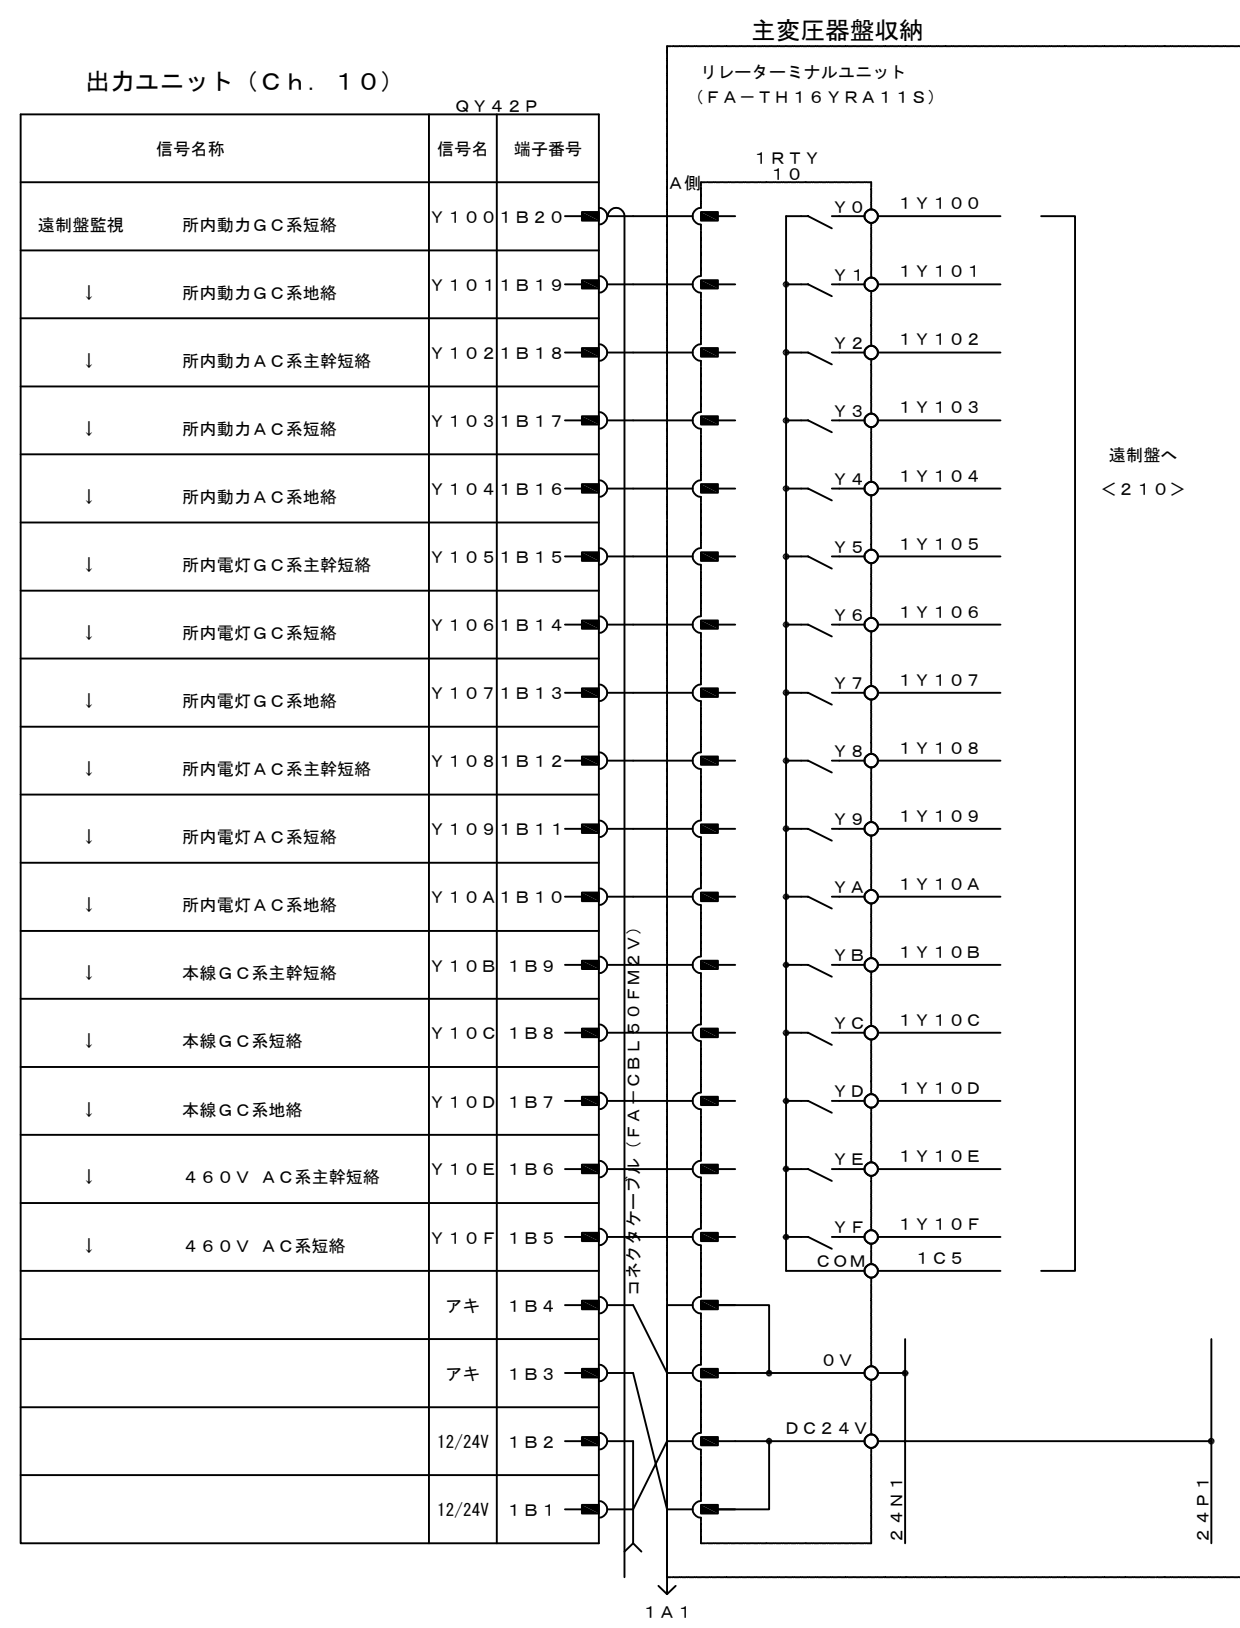 主変圧器盤収納
出力ユニット（Ｃｈ．１０）
ＱＹ４２Ｐ
リレーターミナルユニット
（ＦＡ－ＴＨ１６ＹＲＡ１１Ｓ）
信号名称 信号名 端子番号
１ＲＴＹ
１０
Ａ側
遠制盤監視 所内動力ＧＣ系短絡 Ｙ１００ １Ｂ２０ Ｙ０ １Ｙ１００
↓ 所内動力ＧＣ系地絡 Ｙ１０１ １Ｂ１９ Ｙ１ １Ｙ１０１
↓ 所内動力ＡＣ系主幹短絡 Ｙ１０２ １Ｂ１８ Ｙ２ １Ｙ１０２
↓ 所内動力ＡＣ系短絡 Ｙ１０３ １Ｂ１７ Ｙ３ １Ｙ１０３
遠制盤へ
↓ 所内動力ＡＣ系地絡 Ｙ１０４ １Ｂ１６ Ｙ４ １Ｙ１０４
＜２１０＞
↓ 所内電灯ＧＣ系主幹短絡 Ｙ１０５ １Ｂ１５ Ｙ５ １Ｙ１０５
↓ 所内電灯ＧＣ系短絡 Ｙ１０６ １Ｂ１４ Ｙ６ １Ｙ１０６
↓ 所内電灯ＧＣ系地絡 Ｙ１０７ １Ｂ１３ Ｙ７ １Ｙ１０７
↓ 所内電灯ＡＣ系主幹短絡 Ｙ１０８ １Ｂ１２ Ｙ８ １Ｙ１０８
↓ 所内電灯ＡＣ系短絡 Ｙ１０９ １Ｂ１１ Ｙ９ １Ｙ１０９
↓ 所内電灯ＡＣ系地絡 Ｙ１０Ａ １Ｂ１０ ＹＡ １Ｙ１０Ａ
↓ 本線ＧＣ系主幹短絡 Ｙ１０Ｂ １Ｂ９ ＹＢ １Ｙ１０Ｂ
↓ 本線ＧＣ系短絡 Ｙ１０Ｃ １Ｂ８ ＹＣ １Ｙ１０Ｃ
↓ 本線ＧＣ系地絡 Ｙ１０Ｄ １Ｂ７ ＹＤ １Ｙ１０Ｄ
↓ ４６０Ｖ ＡＣ系主幹短絡 Ｙ１０Ｅ １Ｂ６ ＹＥ １Ｙ１０Ｅ
↓ ４６０Ｖ ＡＣ系短絡 Ｙ１０Ｆ １Ｂ５ ＹＦ １Ｙ１０Ｆ
ＣＯＭ １Ｃ５
コネクタケーブル（ＦＡ－ＣＢＬ５０ＦＭ２Ｖ）
アキ １Ｂ４
アキ １Ｂ３ ０Ｖ
12/24V １Ｂ２ ＤＣ２４Ｖ
12/24V １Ｂ１
２４Ｎ１
２４Ｐ１
１Ａ１